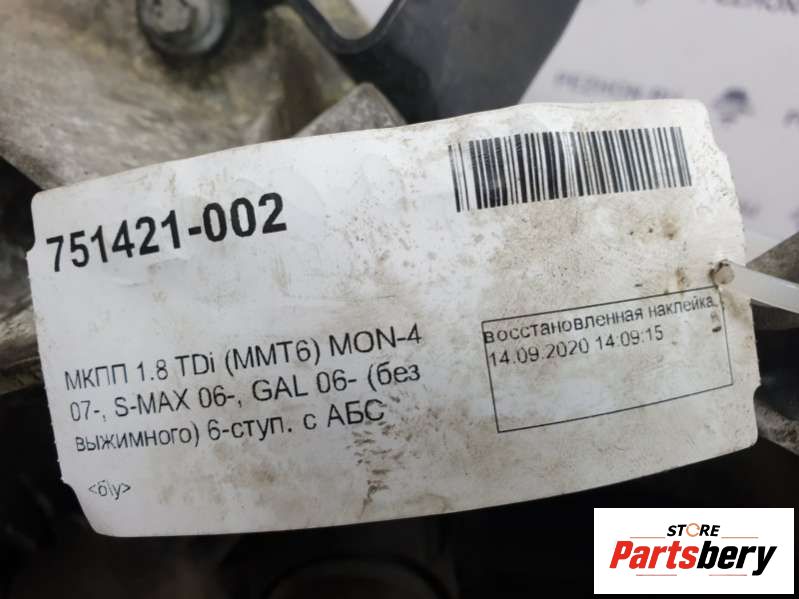 751421-002
МКПП 1.8 TDi (MMT6) MON-4
07-, S-MAX 06-, GAL 06- (без
выжимного) 6-ступ. с АБС
<б\у>
восстановленная наклейка
14.09.2020 14:09:15
STORE
Partsbery